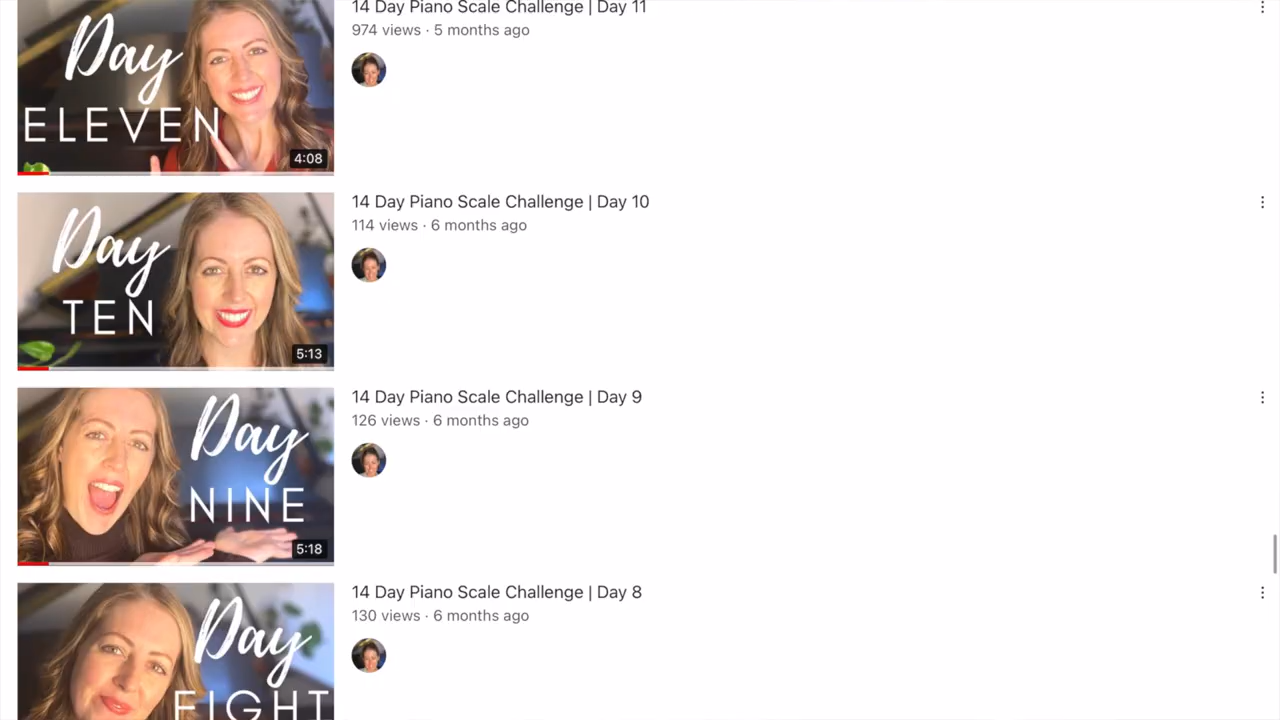 14 Day Piano Scale Challenge | Day 11
974 views · 5 months ago
Day
ELEVEN
4:08
14 Day Piano Scale Challenge | Day 10
114 views · 6 months ago
Day
TEN
5:13
14 Day Piano Scale Challenge | Day 9
126 views · 6 months ago
Day
NINE
5:18
14 Day Piano Scale Challenge | Day 8
130 views · 6 months ago
Day
EIGHT